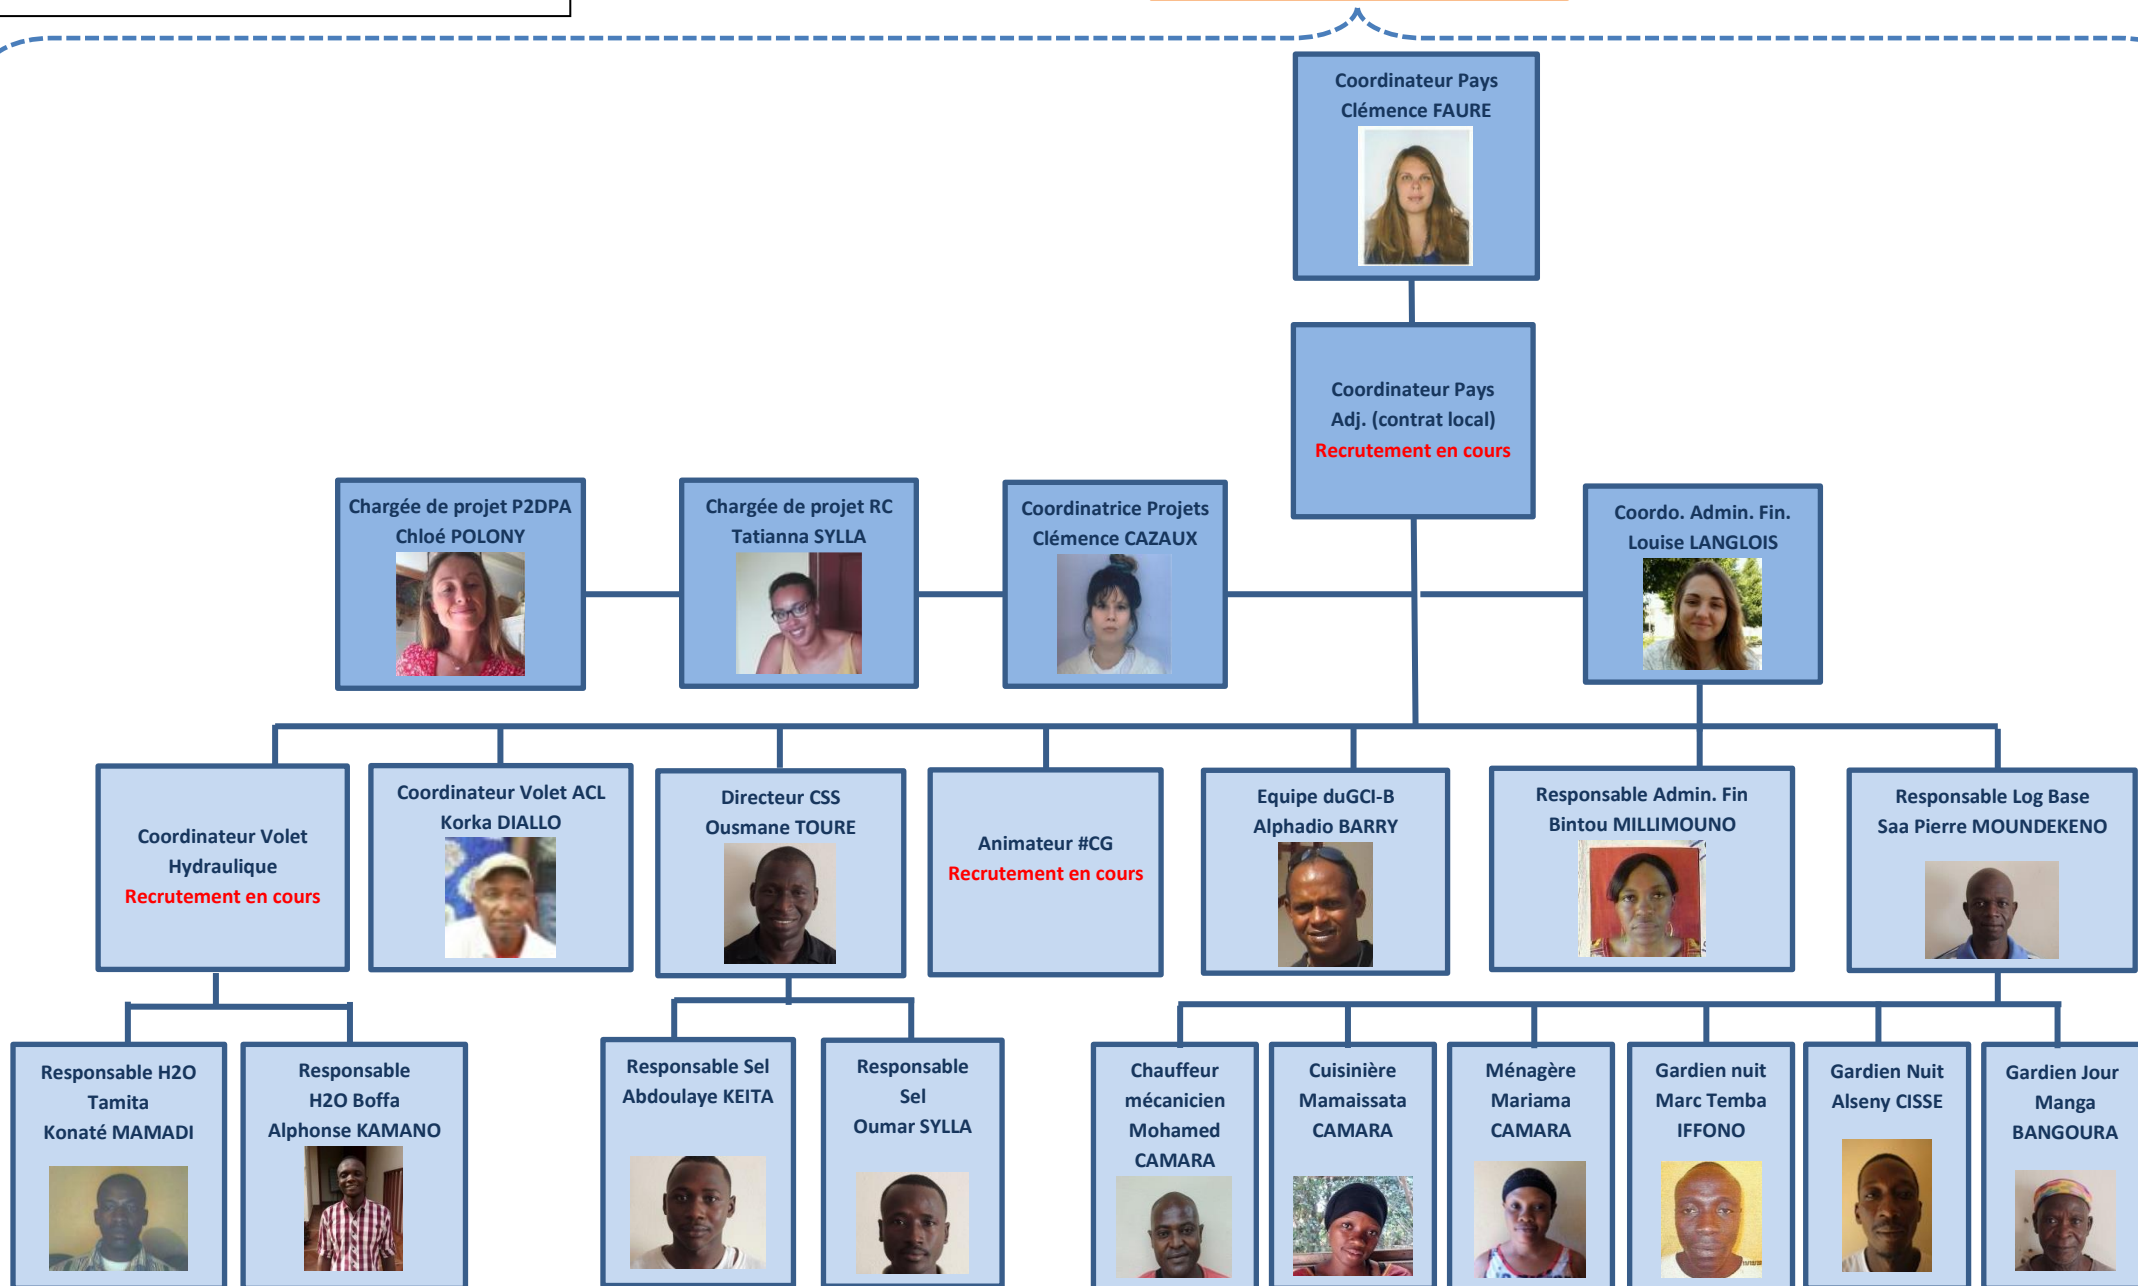 Coordinateur Pays
Clémence FAURE
Coordinateur Pays
Adj. (contrat local)
Recrutement en cours
Chargée de projet P2DPA
Chloé POLONY
Chargée de projet RC
Tatianna SYLLA
Coordinatrice Projets
Clémence CAZAUX
Coordo. Admin. Fin.
Louise LANGLOIS
Coordinateur Volet
Hydraulique
Recrutement en cours
Coordinateur Volet ACL
Korka DIALLO
Directeur CSS
Ousmane TOURE
Animateur #CG
Recrutement en cours
Equipe duGCI-B
Alphadio BARRY
Responsable Admin. Fin
Bintou MILLIMOUNO
Responsable Log Base
Saa Pierre MOUNDEKENO
Responsable H2O
Tamita
Konaté MAMADI
Responsable
H2O Boffa
Alphonse KAMANO
Responsable Sel
Abdoulaye KEITA
Responsable
Sel
Oumar SYLLA
Chauffeur
mécanicien
Mohamed
CAMARA
Cuisinière
Mamaissata
CAMARA
Ménagère
Mariama
CAMARA
Gardien nuit
Marc Temba
IFFONO
Gardien Nuit
Alseny CISSE
Gardien Jour
Manga
BANGOURA